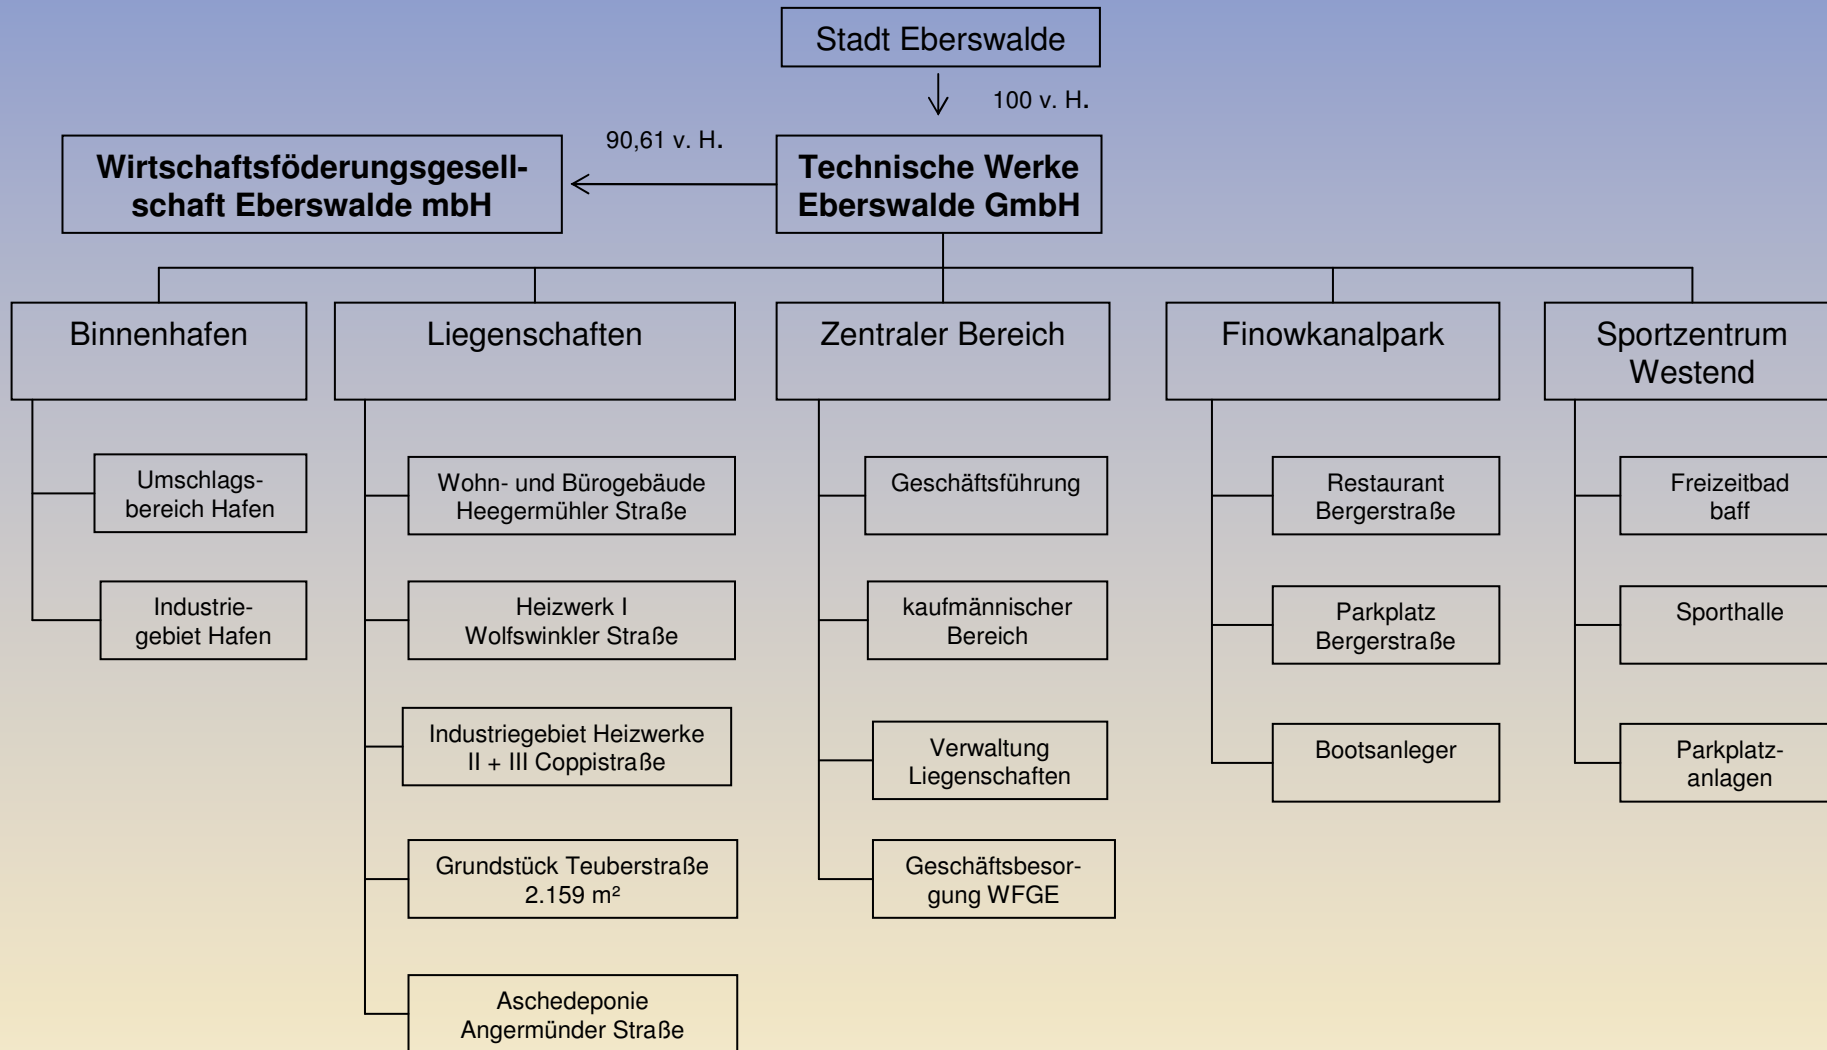 Stadt Eberswalde
100 v. H.
90,61 v. H.
Wirtschaftsföderungsgesell-
schaft Eberswalde mbH
Technische Werke
Eberswalde GmbH
Binnenhafen
Umschlags-
bereich Hafen
Industrie-
gebiet Hafen
Liegenschaften
Wohn- und Bürogebäude
Heegermühler Straße
Heizwerk I
Wolfswinkler Straße
Industriegebiet Heizwerke
II + III Coppistraße
Grundstück Teuberstraße
2.159 m²
Aschedeponie
Angermünder Straße
Zentraler Bereich
Geschäftsführung
kaufmännischer
Bereich
Verwaltung
Liegenschaften
Geschäftsbesor-
gung WFGE
Finowkanalpark
Restaurant
Bergerstraße
Parkplatz
Bergerstraße
Bootsanleger
Sportzentrum
Westend
Freizeitbad
baff
Sporthalle
Parkplatz-
anlagen